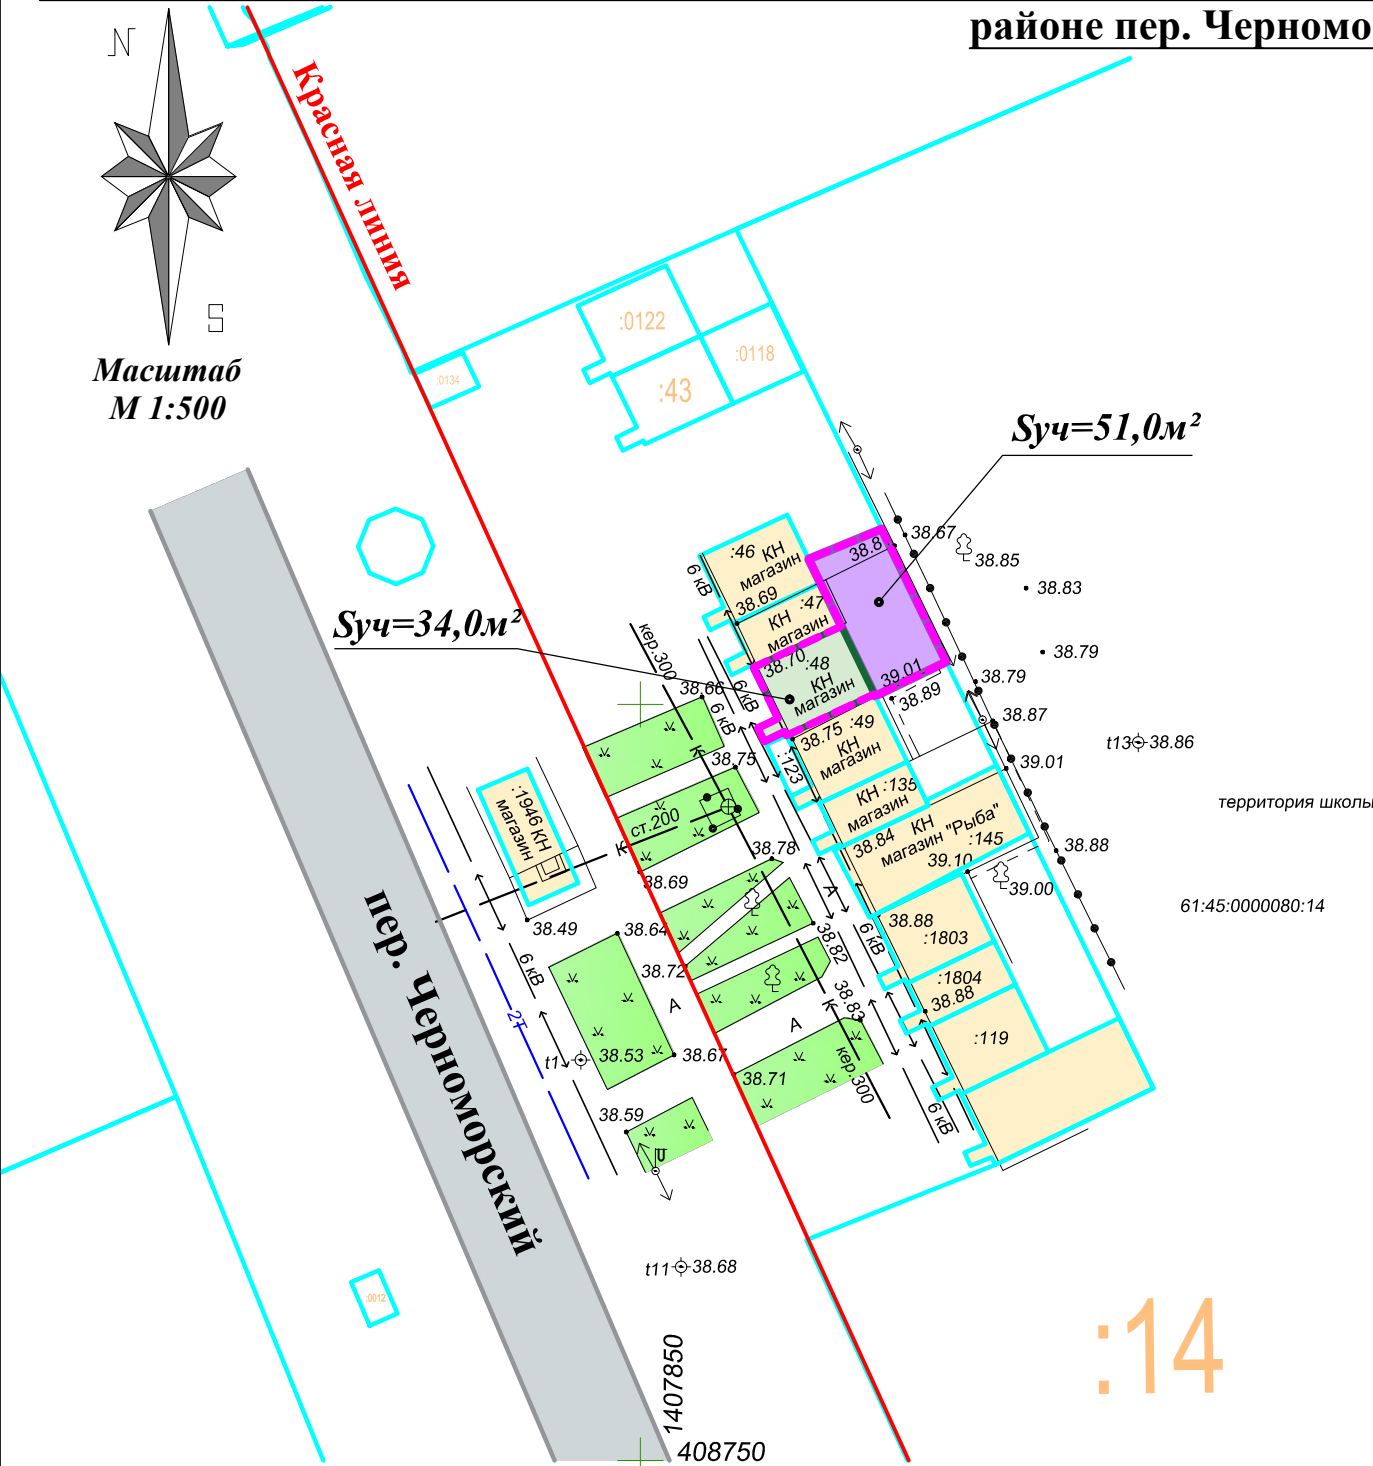 районе пер. Черномо
N
S
Масштаб
М 1:500
Красная линия
:0122
:0118
:0134
:43
Sуч=51,0м²
38.67
38.85
38.83
38.79
38.79
38.87
t13 38.86
39.01
территория школы
38.88
39.00
61:45:0000080:14
:46 КН
магазин
6 кВ
38.8
38.69
КН :47
магазин
Sуч=34,0м²
38.70 :48
КН
магазин
39.01
38.89
кер.300
38.66
6 кВ
6 кВ
К
38.75
38.75 :49
КН
магазин
:123
КН :135
магазин
38.84 КН
магазин "Рыба"
:145
39.10
:1946 КН
магазин
К
ст.200
38.78
38.69
А
38.49
38.64
38.82
6 кВ
38.88
:1803
:1804
38.88
:119
6 кВ
38.72
А
К
38.83
А
2Т
t1 38.53
38.67
кер.300
38.71
6 кВ
38.59
пер. Черноморский
t11 38.68
:0012
:14
1407850
408750